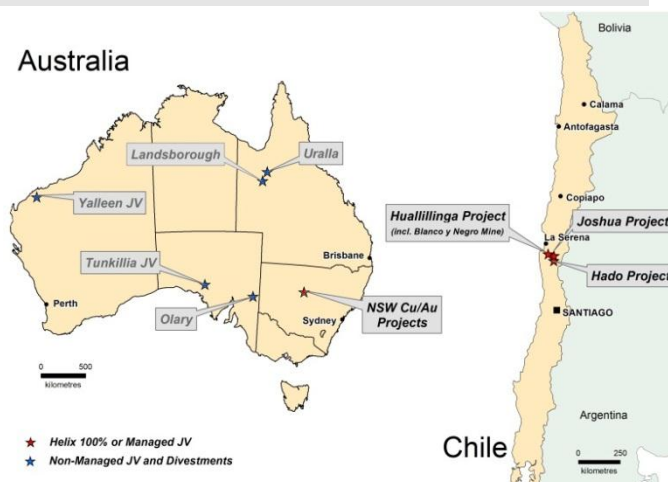 Australia
Landsborough
Uralla
Yalleen JV
Tunkillia JV
Olary
Brisbane
Perth
Sydney
NSW Cu/Au
Projects
0 500
kilometres
Helix 100% or Managed JV
Non-Managed JV and Divestments
Bolivia
Calama
Antofagasta
Copiapo
Huallillinga Project
(incl. Blanco y Negro Mine)
La Serena
Joshua Project
Hado Project
SANTIAGO
Argentina
Chile
0 250
kilometres